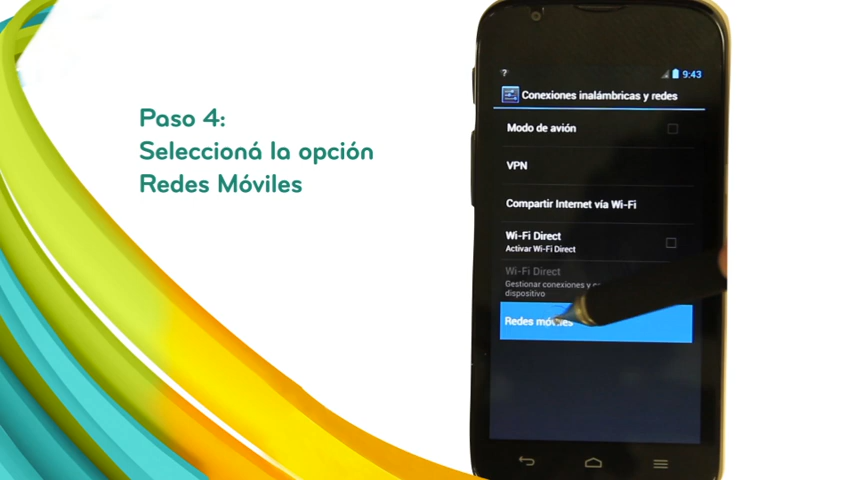 Paso 4:
Seleccioná la opción
Redes Móviles
?
9:43
Conexiones inalámbricas y redes
Modo de avión
VPN
Compartir Internet vía Wi-Fi
Wi-Fi Direct
Activar Wi-Fi Direct
Wi-Fi Direct
Gestionar conexiones y
dispositivo
Redes móviles